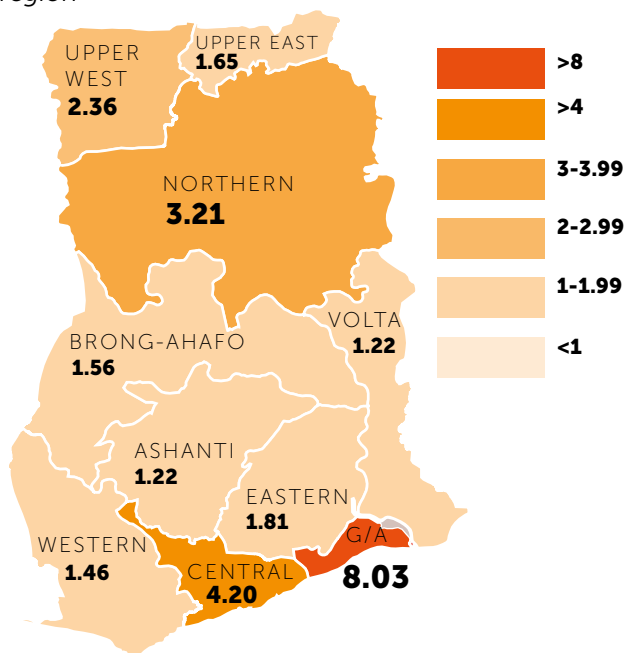 region
UPPER
WEST
2.36
UPPER EAST
1.65
NORTHERN
3.21
BRONG-AHAFO
1.56
VOLTA
1.22
ASHANTI
1.22
EASTERN
1.81
WESTERN
1.46
CENTRAL
4.20
G/A
8.03
>8
>4
3-3.99
2-2.99
1-1.99
<1